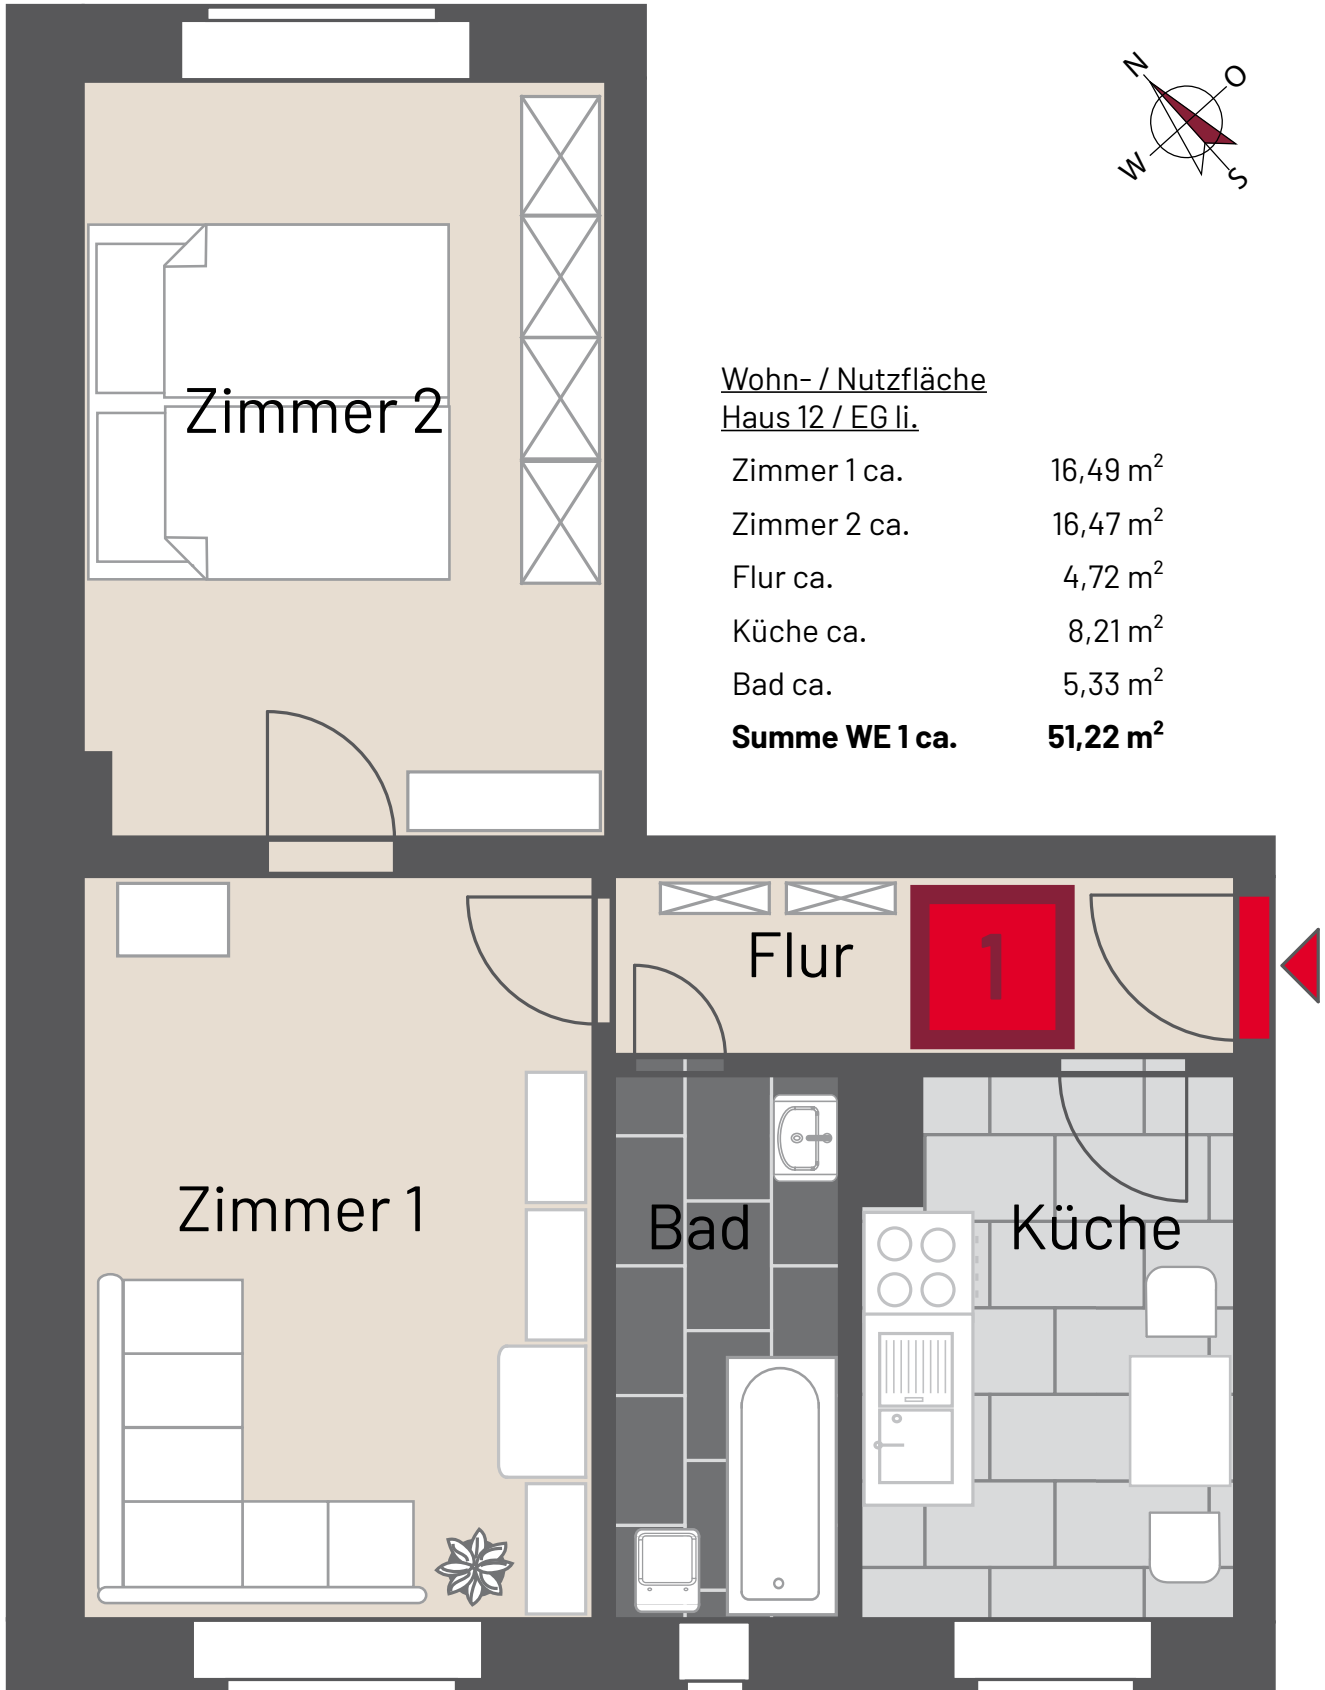 N
O
W
S
Zimmer 2
Wohn- / Nutzfläche
Haus 12 / EG li.
Zimmer 1 ca. 16,49 m²
Zimmer 2 ca. 16,47 m²
Flur ca. 4,72 m²
Küche ca. 8,21 m²
Bad ca. 5,33 m²
Summe WE 1 ca. 51,22 m²
Flur
1
Zimmer 1
Bad
Küche